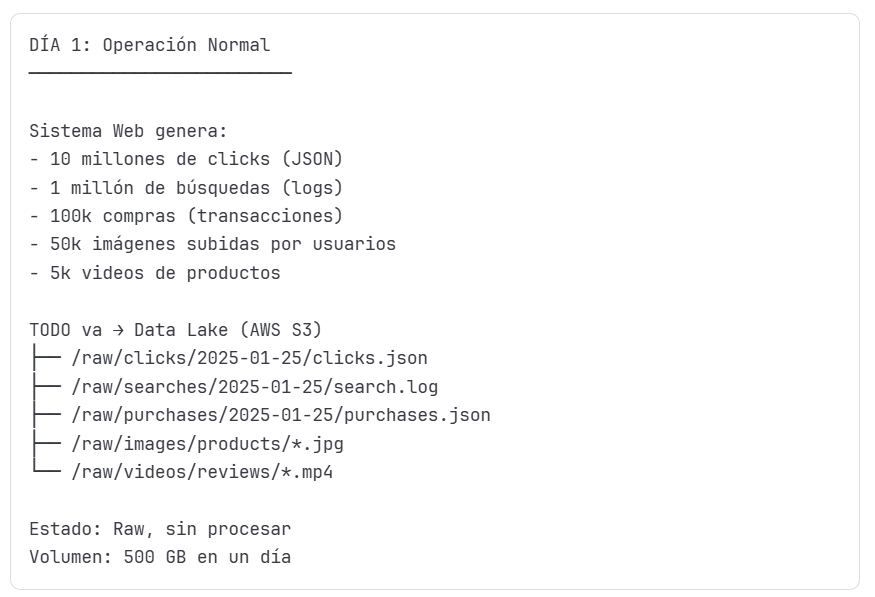 DÍA 1: Operación Normal
─────────────────────────
Sistema Web genera:
- 10 millones de clicks (JSON)
- 1 millón de búsquedas (logs)
- 100k compras (transacciones)
- 50k imágenes subidas por usuarios
- 5k videos de productos
TODO va → Data Lake (AWS S3)
├── /raw/clicks/2025-01-25/clicks.json
├── /raw/searches/2025-01-25/search.log
├── /raw/purchases/2025-01-25/purchases.json
├── /raw/images/products/*.jpg
└── /raw/videos/reviews/*.mp4
Estado: Raw, sin procesar
Volumen: 500 GB en un día